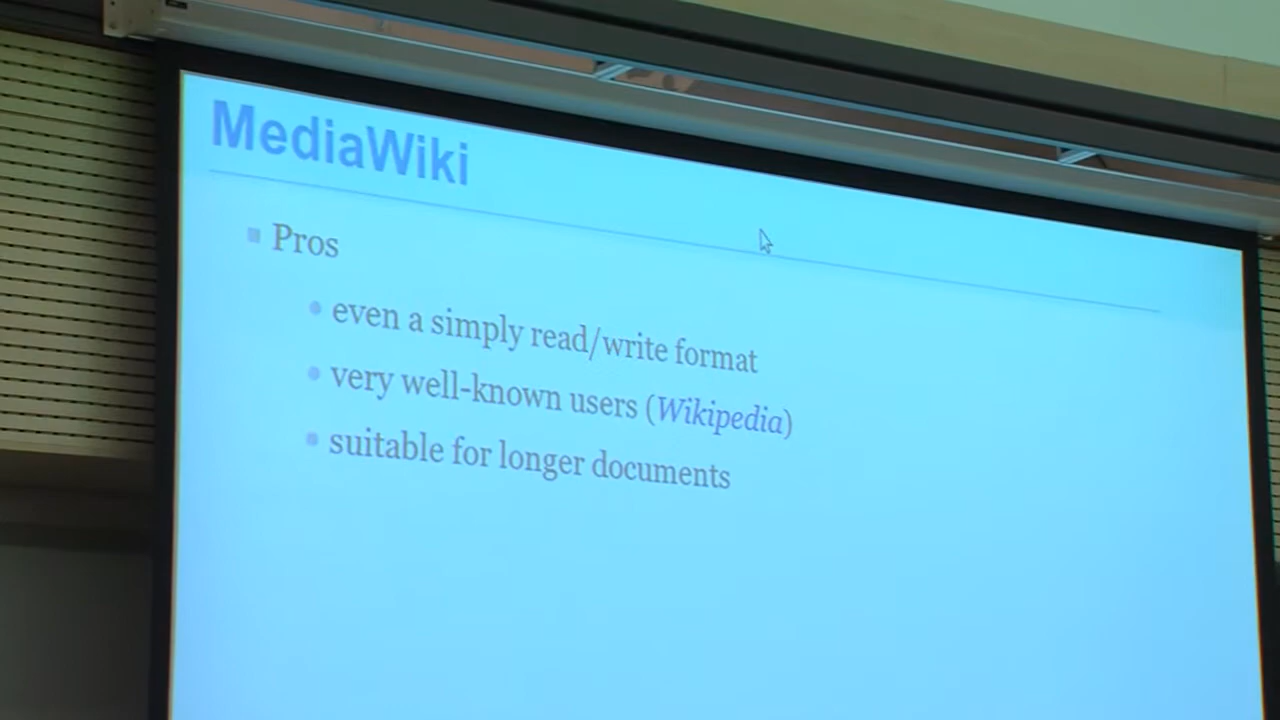 MediaWiki
Pros
even a simply read/write format
very well-known users (Wikipedia)
suitable for longer documents